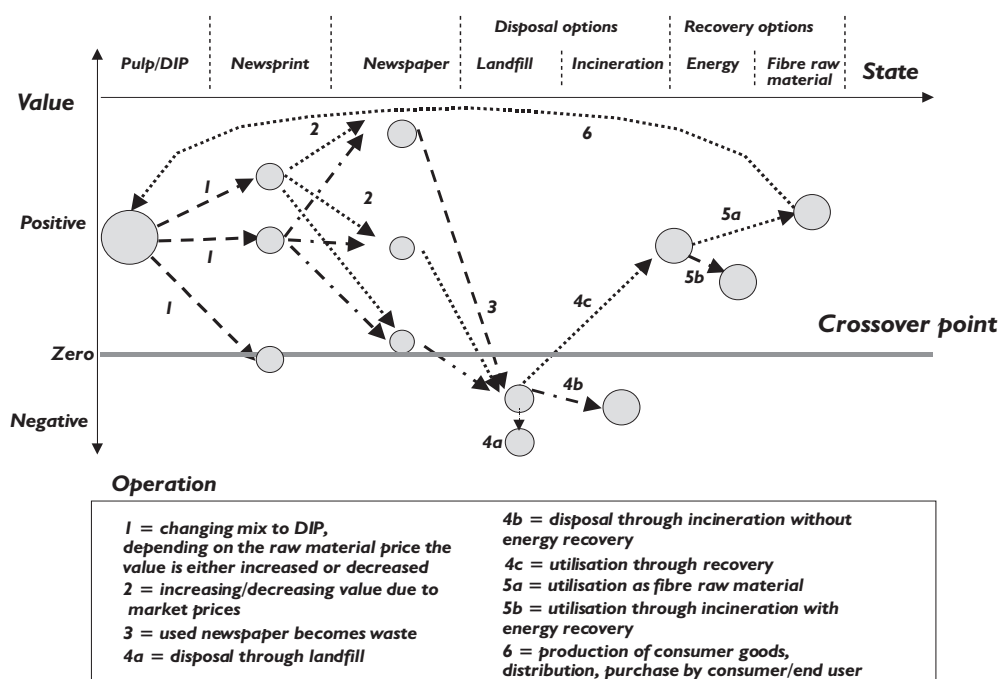 Disposal options
Recovery options
Pulp/DIP
Newsprint
Newspaper
Landfill
Incineration
Energy
Fibre raw
material
State
Value
2
6
1
Positive
2
5a
1
5b
1
4c
3
Crossover point
Zero
4b
Negative
4a
Operation
1 = changing mix to DIP,
depending on the raw material price the
value is either increased or decreased
2 = increasing/decreasing value due to
market prices
3 = used newspaper becomes waste
4a = disposal through landfill
4b = disposal through incineration without
energy recovery
4c = utilisation through recovery
5a = utilisation as fibre raw material
5b = utilisation through incineration with
energy recovery
6 = production of consumer goods,
distribution, purchase by consumer/end user